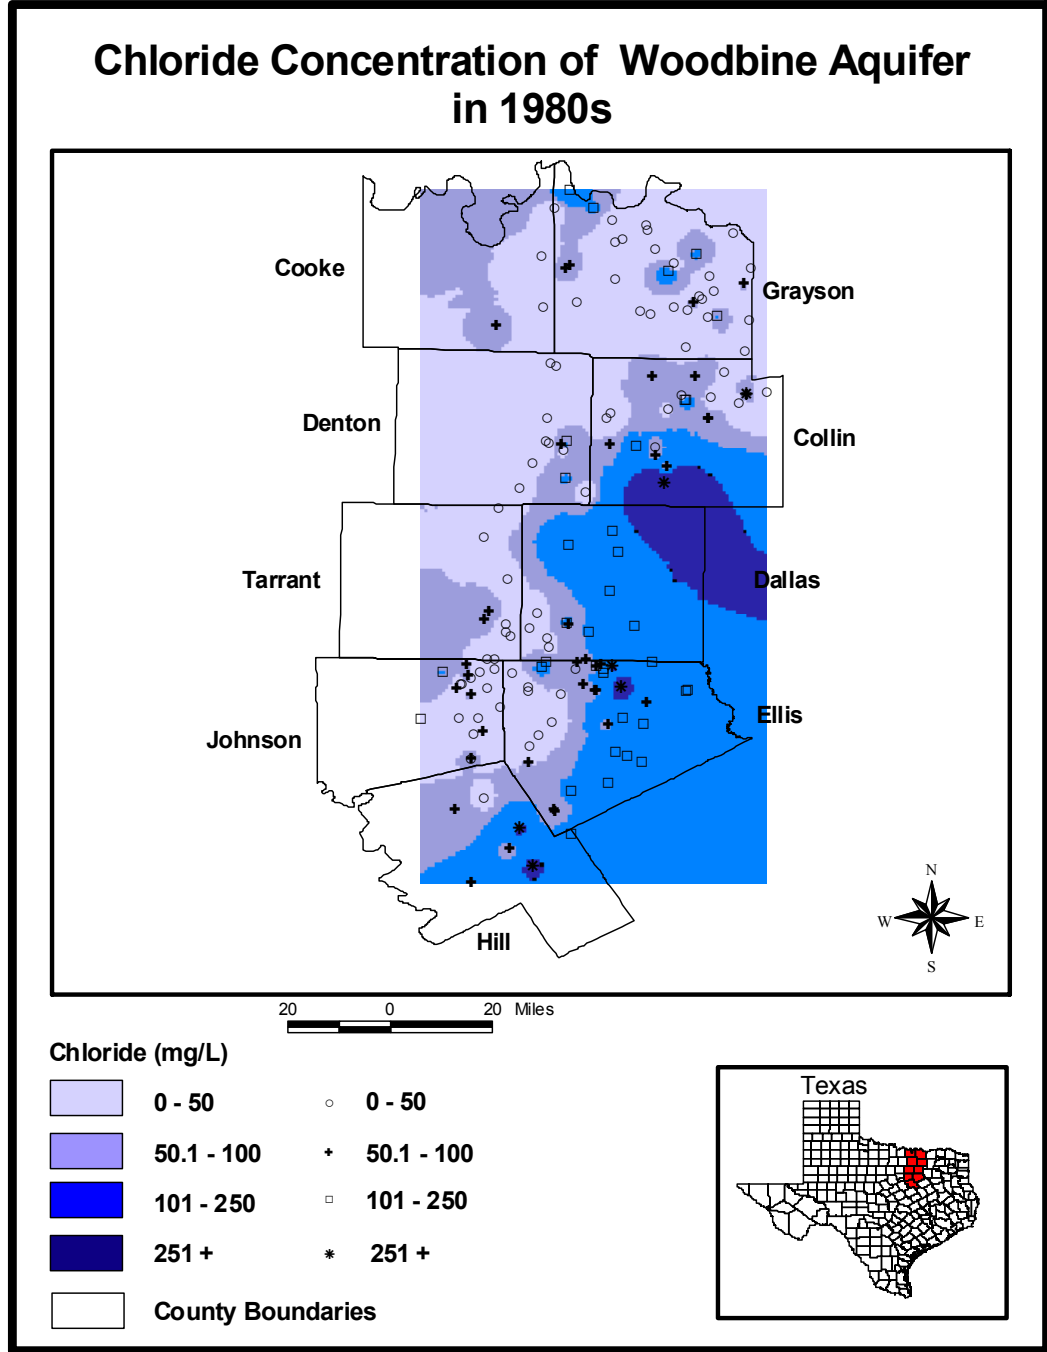 Chloride Concentration of Woodbine Aquifer
in 1980s
Cooke
Grayson
Denton
Collin
Tarrant
Dallas
Ellis
Johnson
Hill
N
W E
S
20 0 20 Miles
Chloride (mg/L)
0 - 50 0 - 50
50.1 - 100 50.1 - 100
101 - 250 101 - 250
251 + 251 +
County Boundaries
Texas